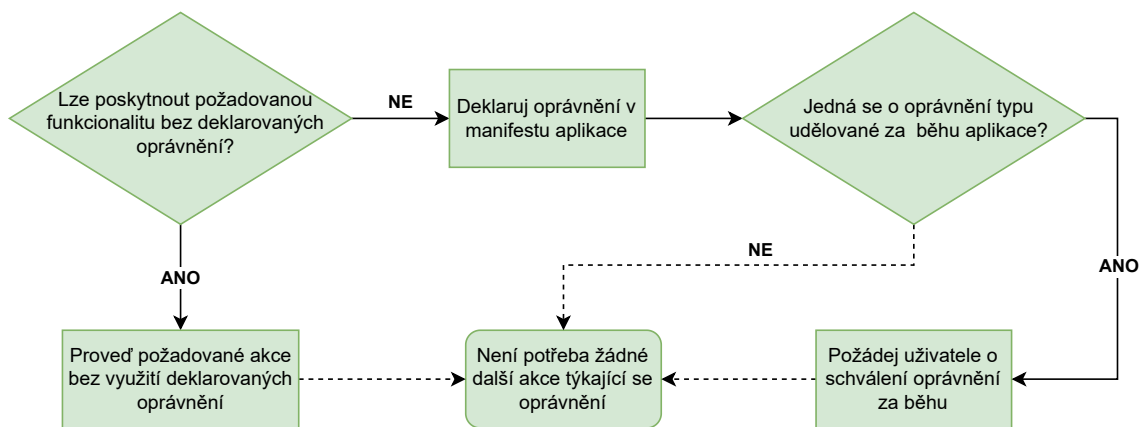 Lze poskytnout požadovanou
funkcionalitu bez deklarovaných
oprávnění?
NE
Deklaruj oprávnění v
manifestu aplikace
Jedná se o oprávnění typu
udělované za  běhu aplikace?
ANO
NE
ANO
Proveď požadované akce
bez využití deklarovaných
oprávnění
Není potřeba žádné
další akce týkající se
oprávnění
Požádej uživatele o
schválení oprávnění
za běhu